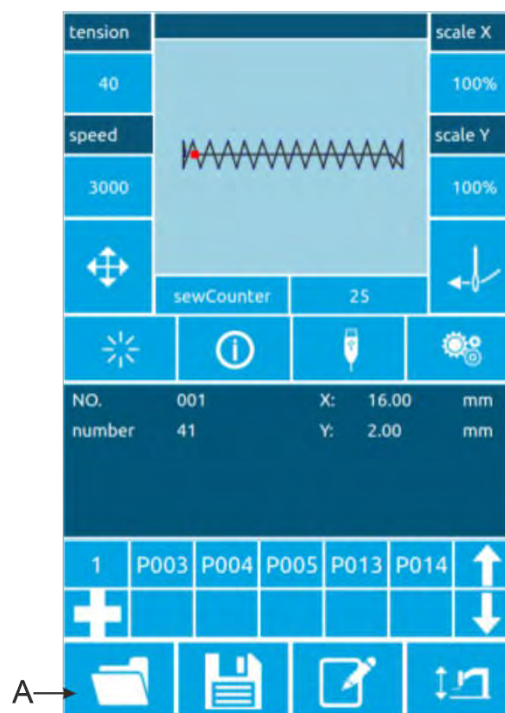 tension
scale X
40
100%
speed
scale Y
3000
100%
sewCounter 25
NO. 001 X: 16.00 mm
number 41 Y: 2.00 mm
1 P003 P004 P005 P013 P014
A